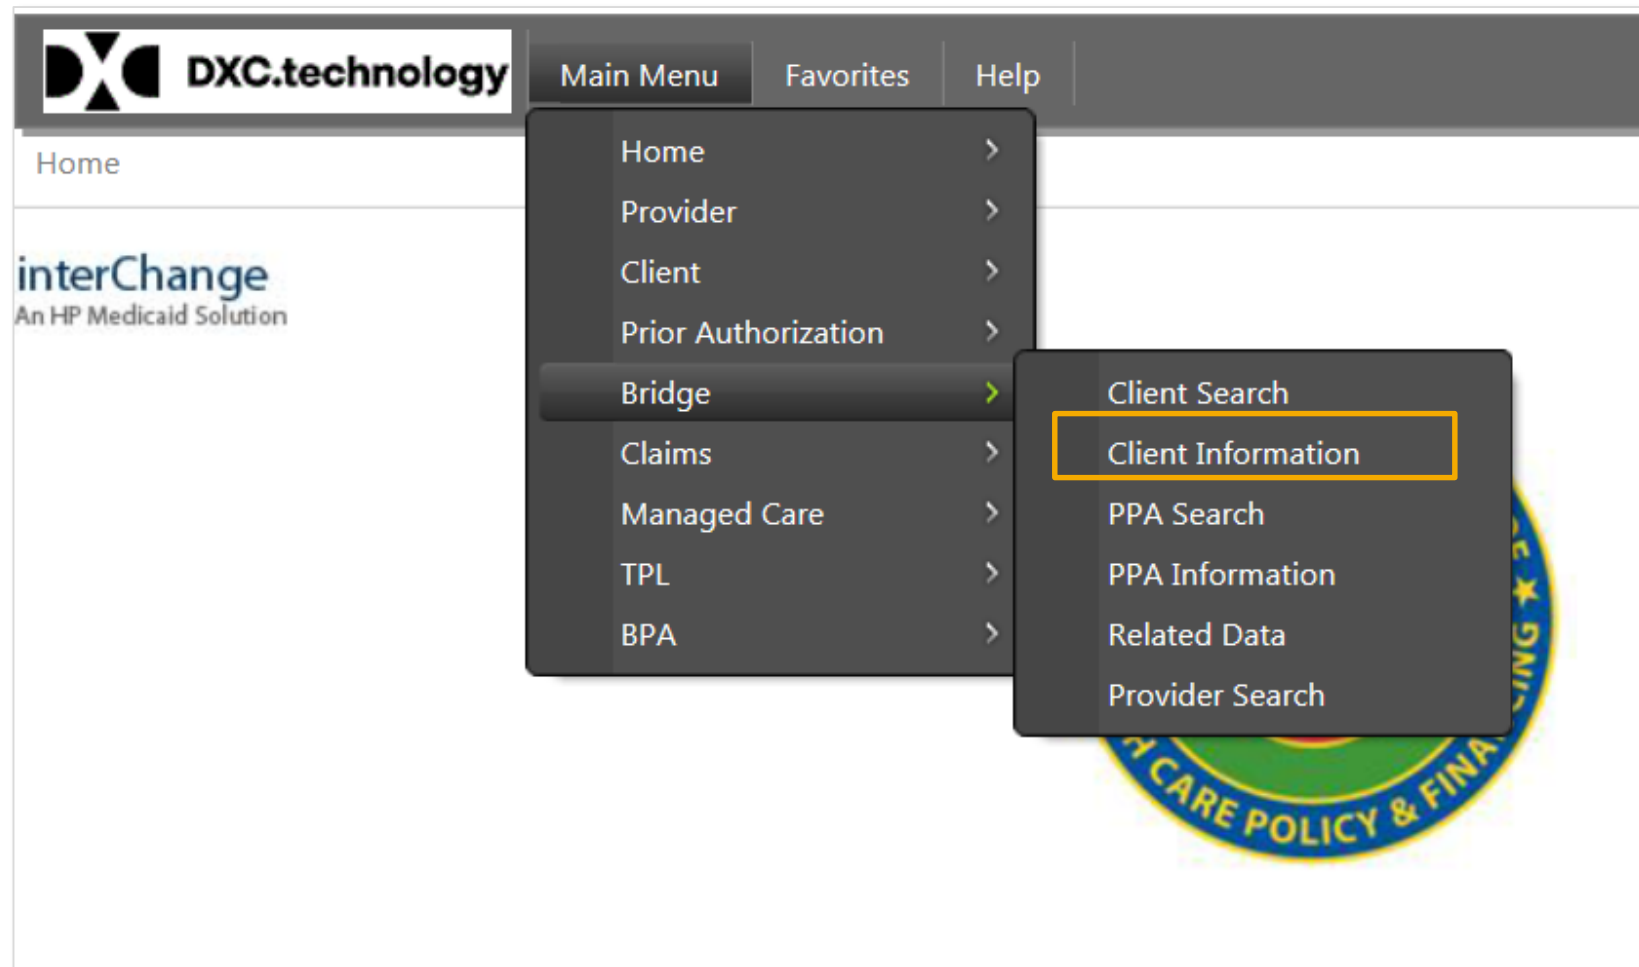 DXC.technology
Main Menu
Favorites
Help
Home
interChange
An HP Medicaid Solution
Home
Provider
Client
Prior Authorization
Bridge
Claims
Managed Care
TPL
BPA
Client Search
Client Information
PPA Search
PPA Information
Related Data
Provider Search
CARE POLICY &